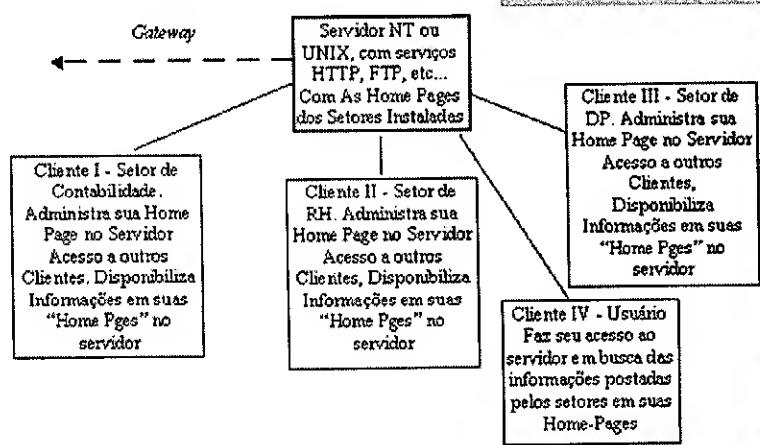 Gateway
Servidor NT ou
UNIX, com serviços
HTTP, FTP, etc...
Com As Home Pages
dos Setores Instaladas
Cliente I - Setor de
Contabilidade.
Administra sua Home
Page no Servidor
Acesso a outros
Clientes, Disponibiliza
Informações em suas
“Home Pges” no
servidor
Cliente II - Setor de
RH. Administra sua
Home Page no Servidor
Acesso a outros
Clientes, Disponibiliza
Informações em suas
“Home Pges” no
servidor
Cliente III - Setor de
DP. Administra sua
Home Page no Servidor
Acesso a outros
Clientes,
Disponibiliza
Informações em suas
“Home Pges” no
servidor
Cliente IV - Usuário
Faz seu acesso ao
servidor em busca das
informações postadas
pelos setores em suas
Home-Pages